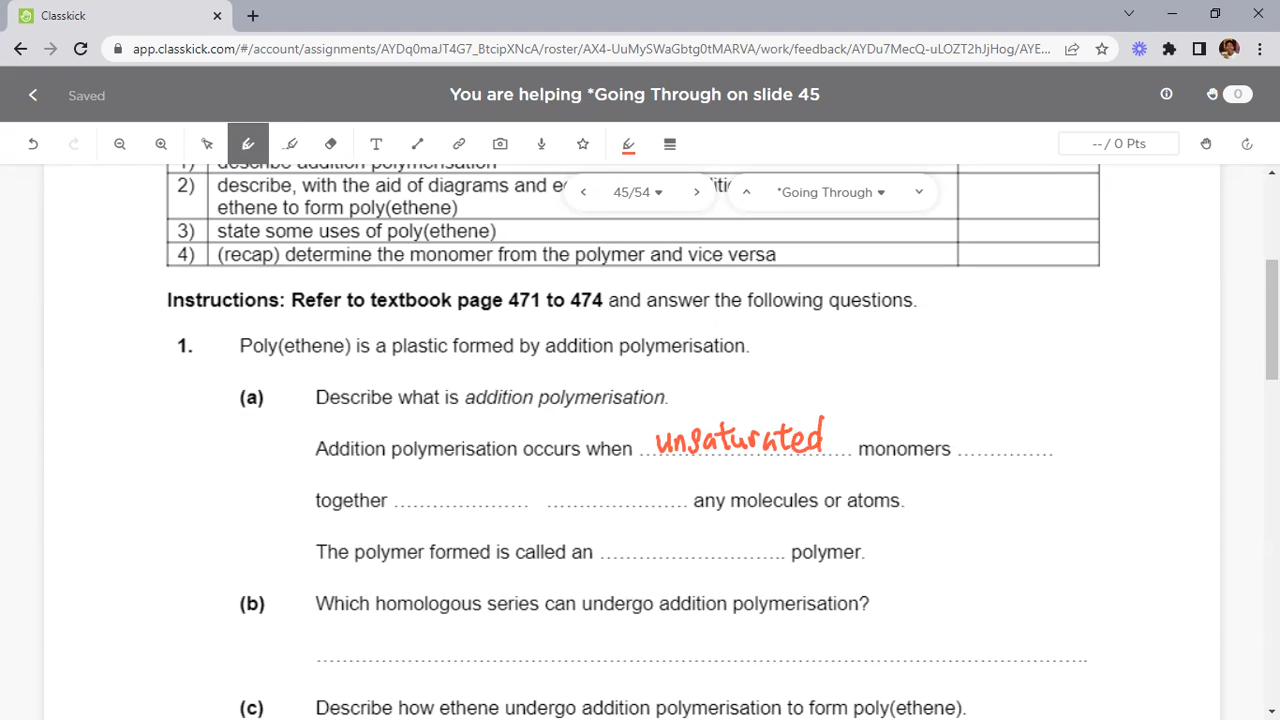 Classkick
app.classkick.com/#/account/assignments/AYDq0maJT4G7_BtcipXNXA/roster/AX4-UuMySWaGbtg0tMARVA/work/feedback/AYDu7MecQ-uLOZT2hJjHog/AYE...
Saved
You are helping *Going Through on slide 45
0
T
-- / 0 Pts
1) describe addition polymerisation
45/54
*Going Through
2) describe, with the aid of diagrams and
ethene to form poly(ethene)
3) state some uses of poly(ethene)
4) (recap) determine the monomer from the polymer and vice versa
Instructions: Refer to textbook page 471 to 474 and answer the following questions.
1. Poly(ethene) is a plastic formed by addition polymerisation.
(a) Describe what is addition polymerisation.
Addition polymerisation occurs when unsaturated monomers ...............
together ..................... ...................... any molecules or atoms.
The polymer formed is called an ............................. polymer.
(b) Which homologous series can undergo addition polymerisation?
(c) Describe how ethene undergo addition polymerisation to form poly(ethene).